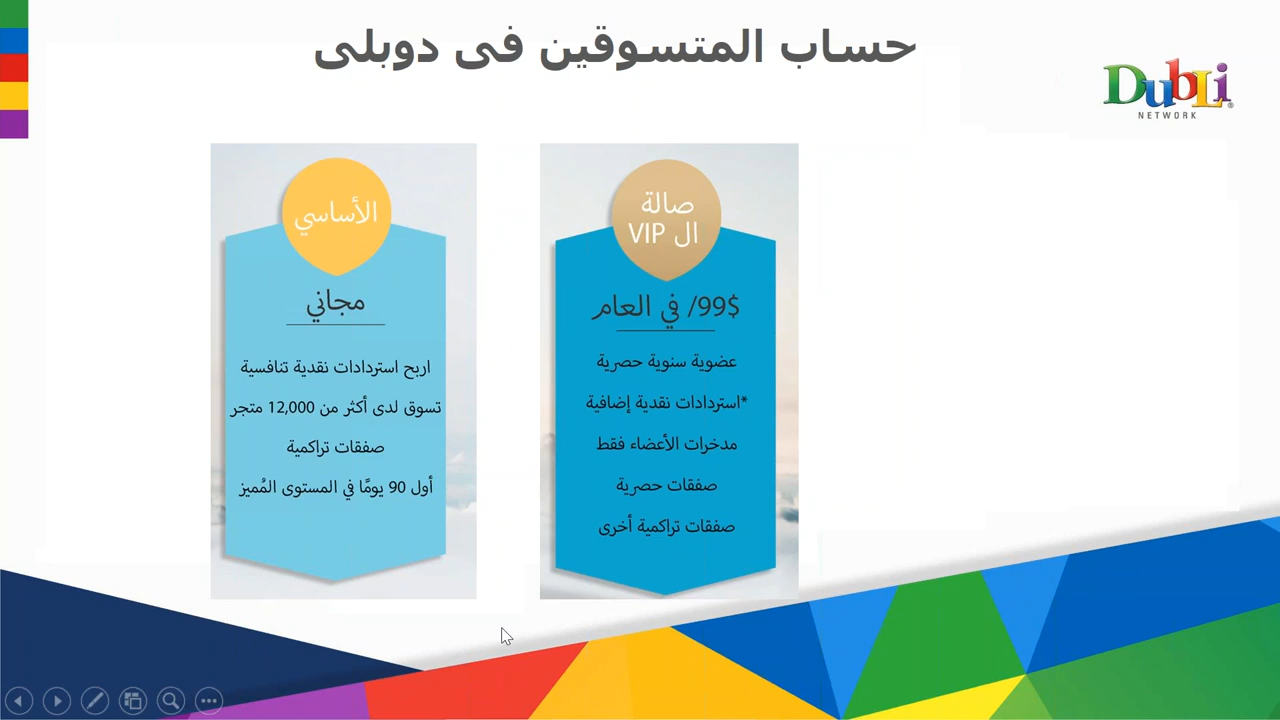 حساب المتسوقين فى دوبلى
DubLi®
NETWORK
صالة
ال VIP
99$/ في العام
عضوية سنوية حصرية
*استردادات نقدية إضافية
مدخرات الأعضاء فقط
صفقات حصرية
صفقات تراكمية أخرى
الأساسي
مجاني
اربح استردادات نقدية تنافسية
تسوق لدى أكثر من 12,000 متجر
صفقات تراكمية
أول 90 يومًا في المستوى المُميز